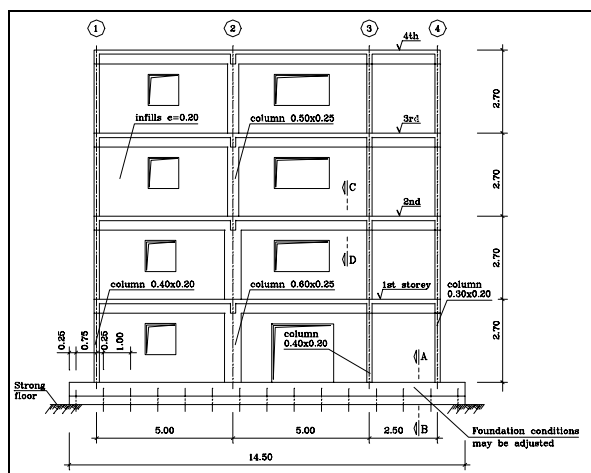 1 2 3 4
4th
infills e=0.20
column 0.50x0.25
2.70
3rd
C
2.70
2nd
D
column 0.40x0.20
column 0.60x0.25
1st storey
column
0.30x0.20
2.70
0.25
0.75
0.25
1.00
column
0.40x0.20
A
2.70
Strong
floor
B
Foundation conditions
may be adjusted
5.00 5.00 2.50
14.50